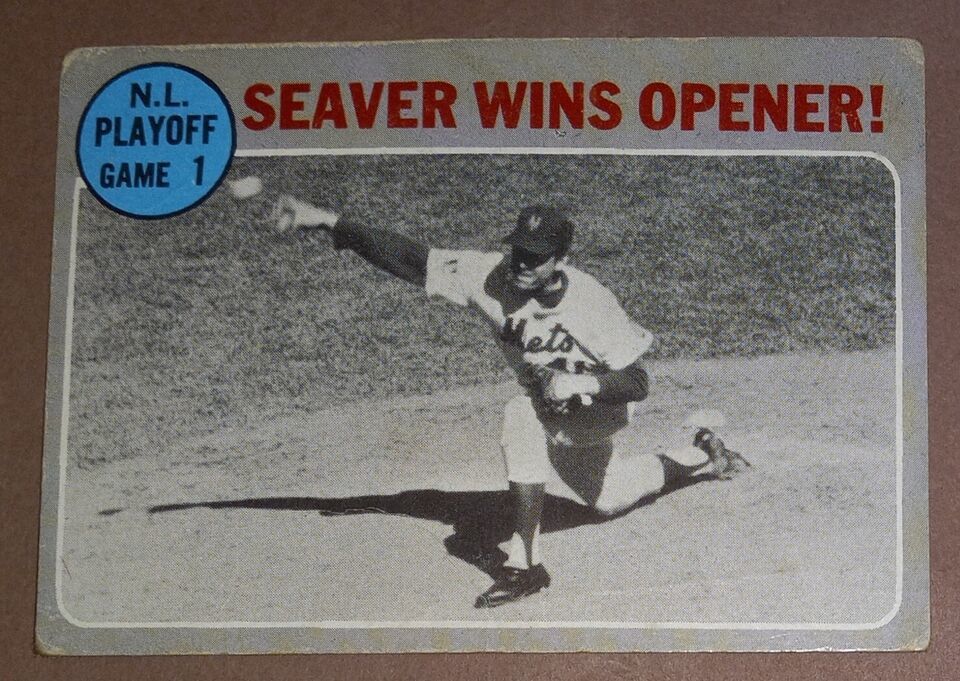 N.L.
PLAYOFF
GAME 1
SEAVER WINS OPENER!
Mets